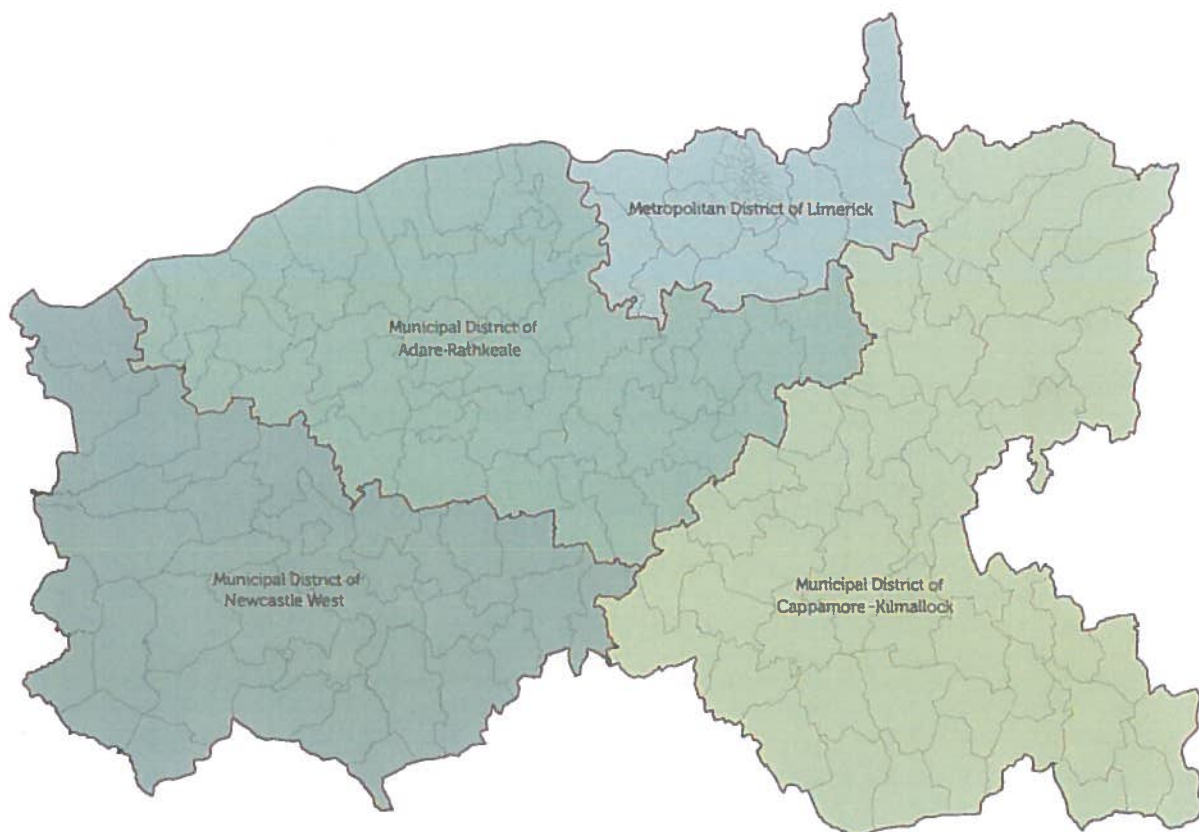 Metropolitan District of Limerick
Municipal District of
Adare-Rathkeale
Municipal District of
Newcastle West
Municipal District of
Cappamore -Kilmallock